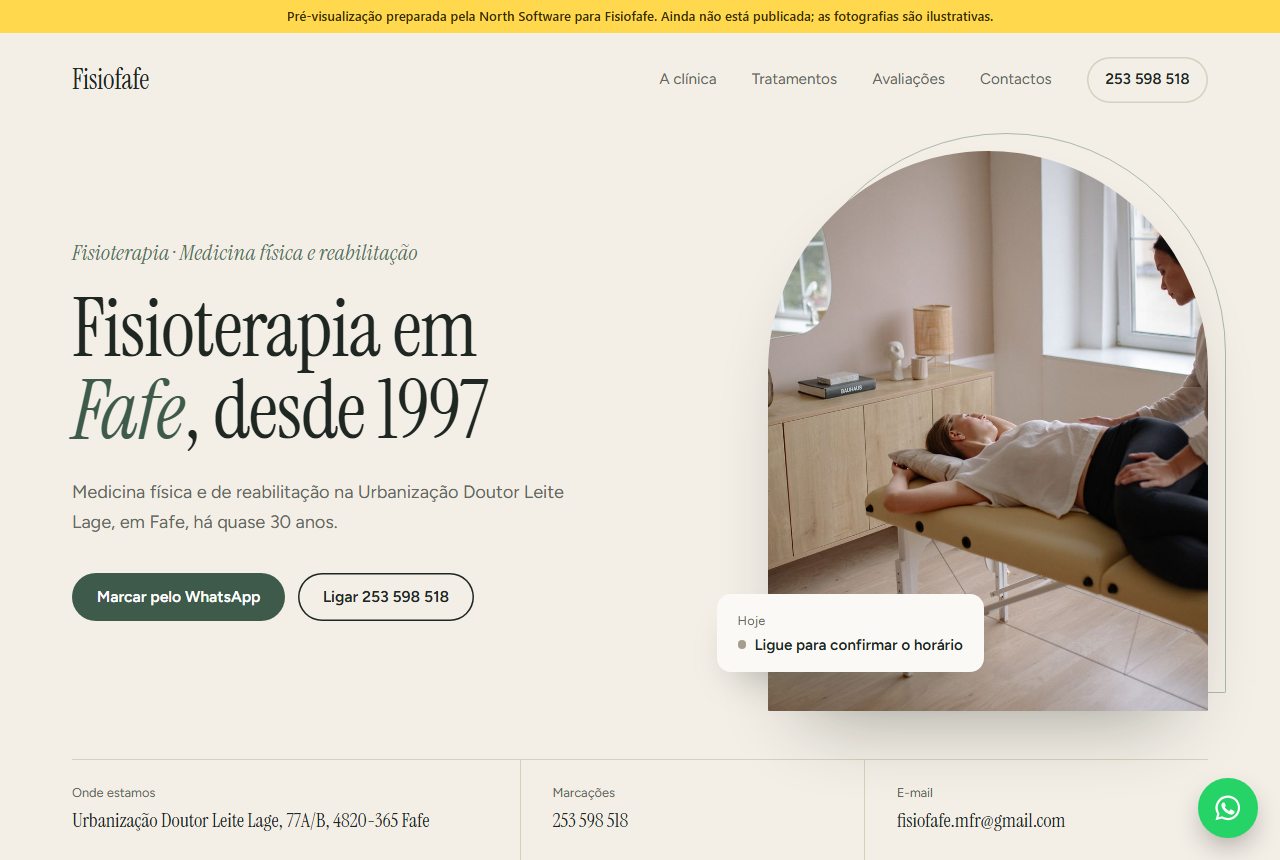 Pré-visualização preparada pela North Software para Fisiofafe. Ainda não está publicada; as fotografias são ilustrativas.
Fisiofafe
A clínica
Tratamentos
Avaliações
Contactos
253 598 518
Fisioterapia · Medicina física e reabilitação
Fisioterapia em
Fafe, desde 1997
Medicina física e de reabilitação na Urbanização Doutor Leite
Lage, em Fafe, há quase 30 anos.
Marcar pelo WhatsApp
Ligar 253 598 518
BAUHAUS
Hoje
Ligue para confirmar o horário
Onde estamos
Urbanização Doutor Leite Lage, 77A/B, 4820-365 Fafe
Marcações
253 598 518
E-mail
fisiofafe.mfr@gmail.com